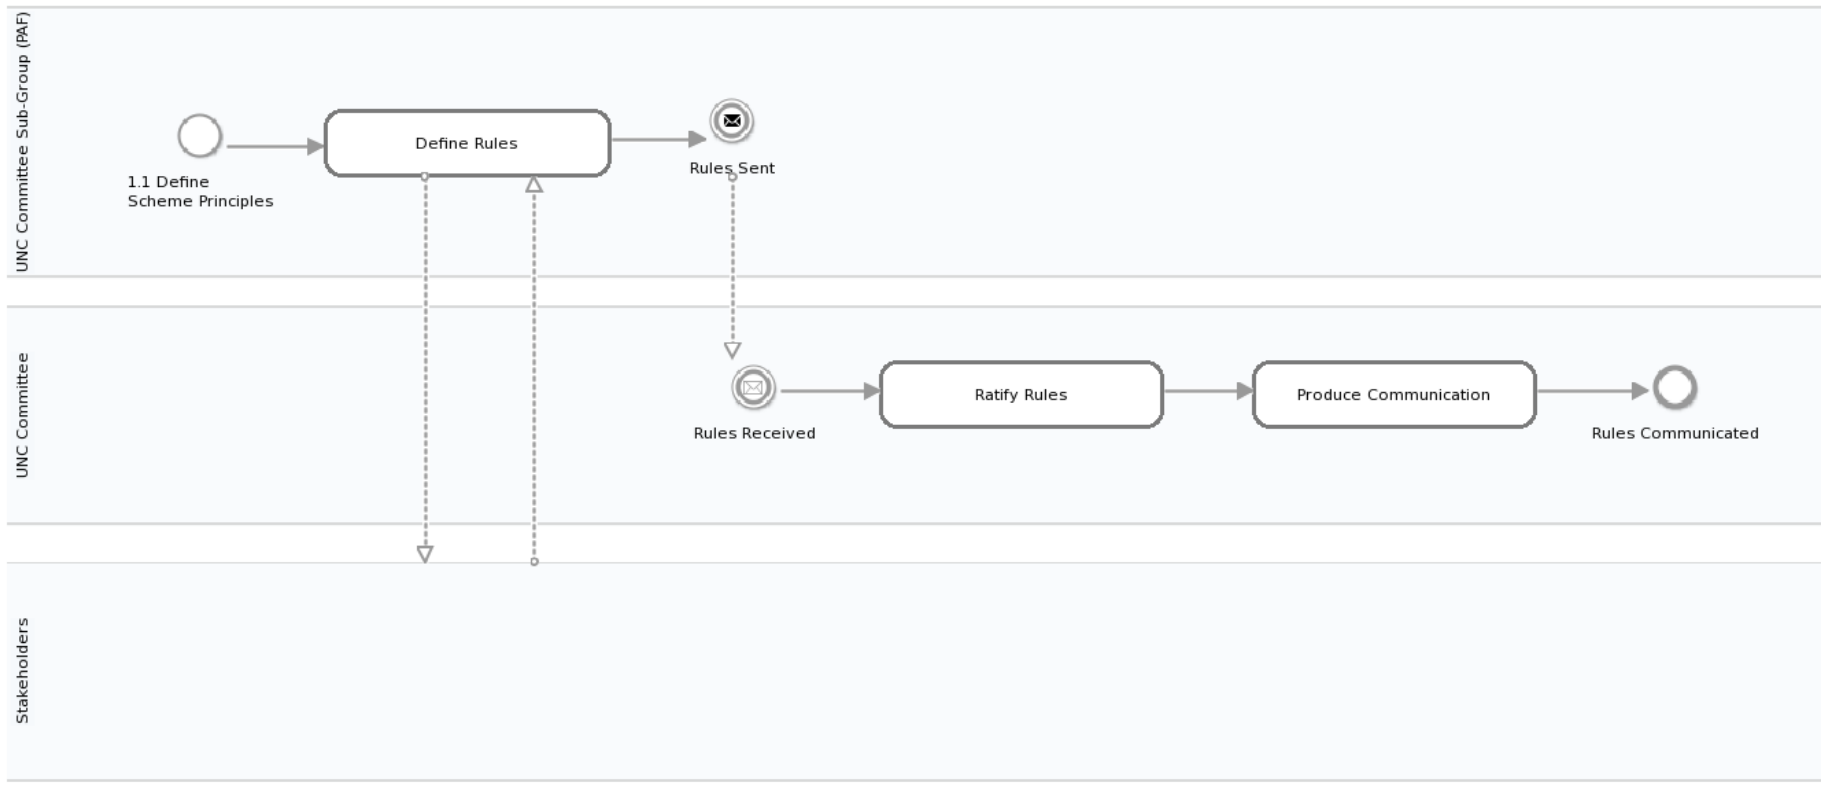 UNC Committee Sub-Group (PAF)
1.1 Define
Scheme Principles
Define Rules
Rules Sent
UNC Committee
Rules Received
Ratify Rules
Produce Communication
Rules Communicated
Stakeholders